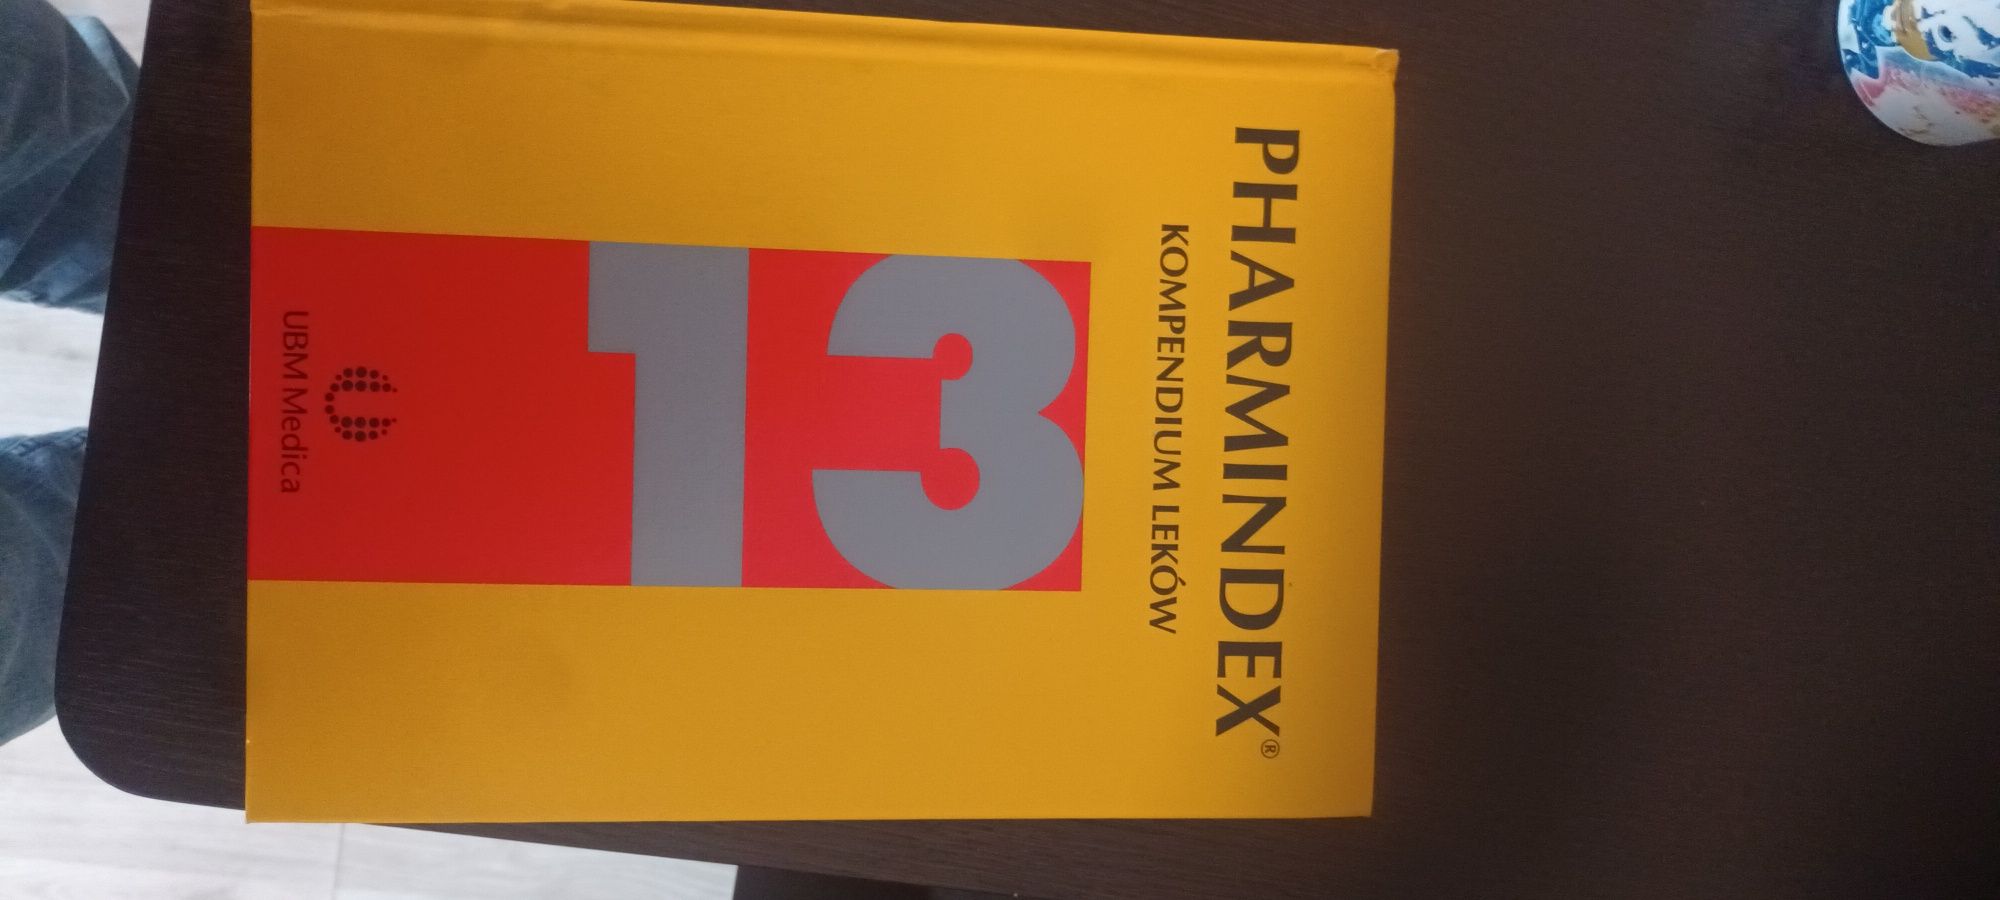 PHARMINDEX®
KOMPENDIUM LEKÓW
13
UBM Medica